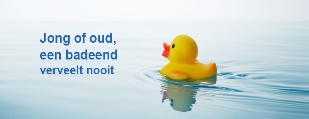 Jong of oud,
een badeend
verveelt nooit